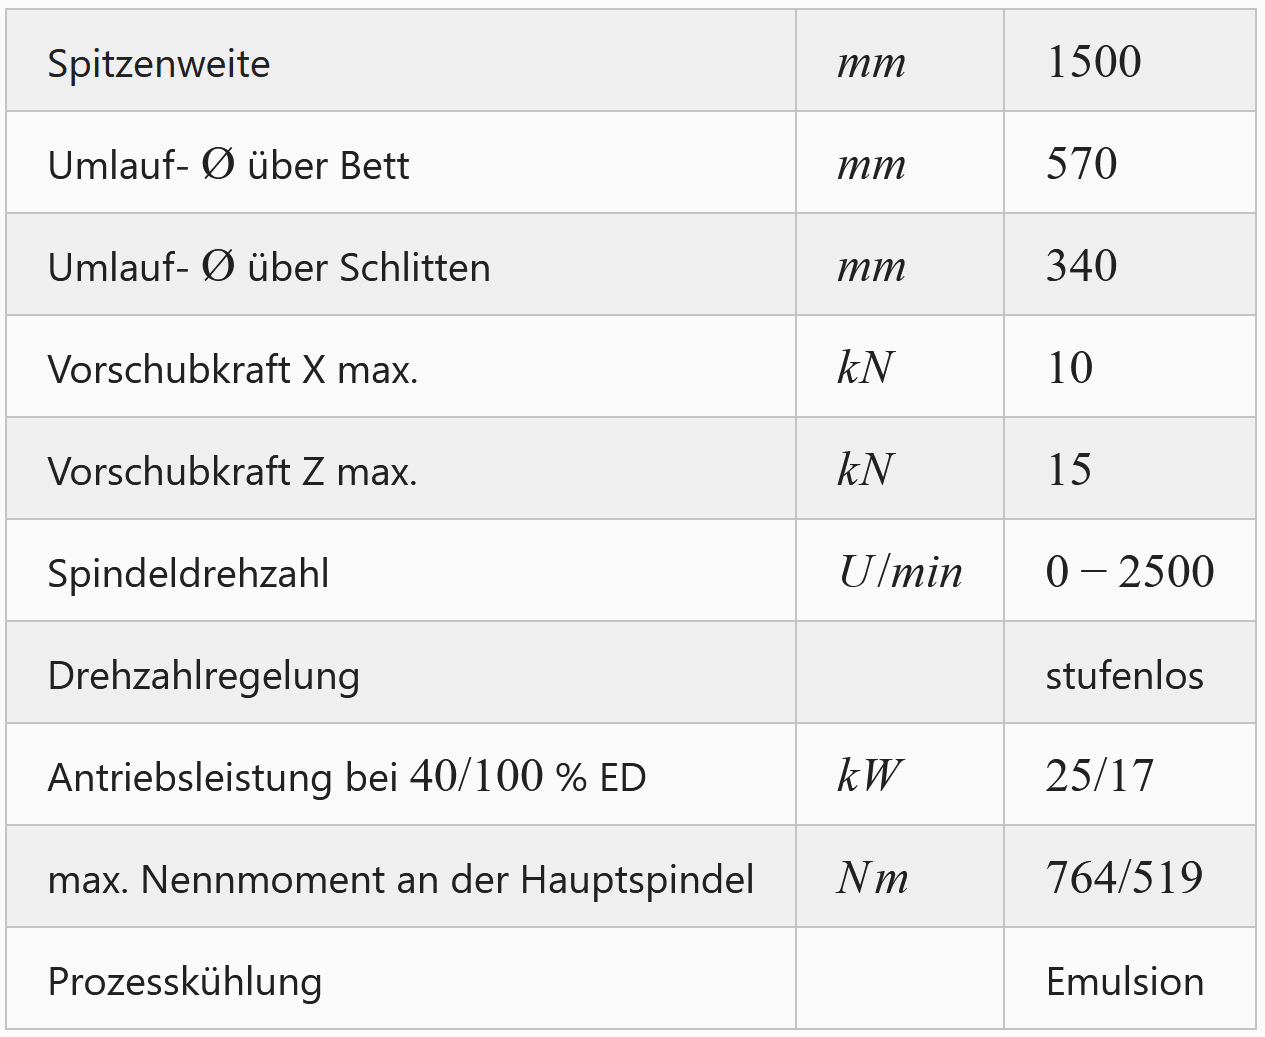 Spitzenweite mm 1500
Umlauf- Ø über Bett mm 570
Umlauf- Ø über Schlitten mm 340
Vorschubkraft X max. kN 10
Vorschubkraft Z max. kN 15
Spindeldrehzahl U/min 0 − 2500
Drehzahlregelung stufenlos
Antriebsleistung bei 40/100 % ED kW 25/17
max. Nennmoment an der Hauptspindel Nm 764/519
Prozesskühlung Emulsion